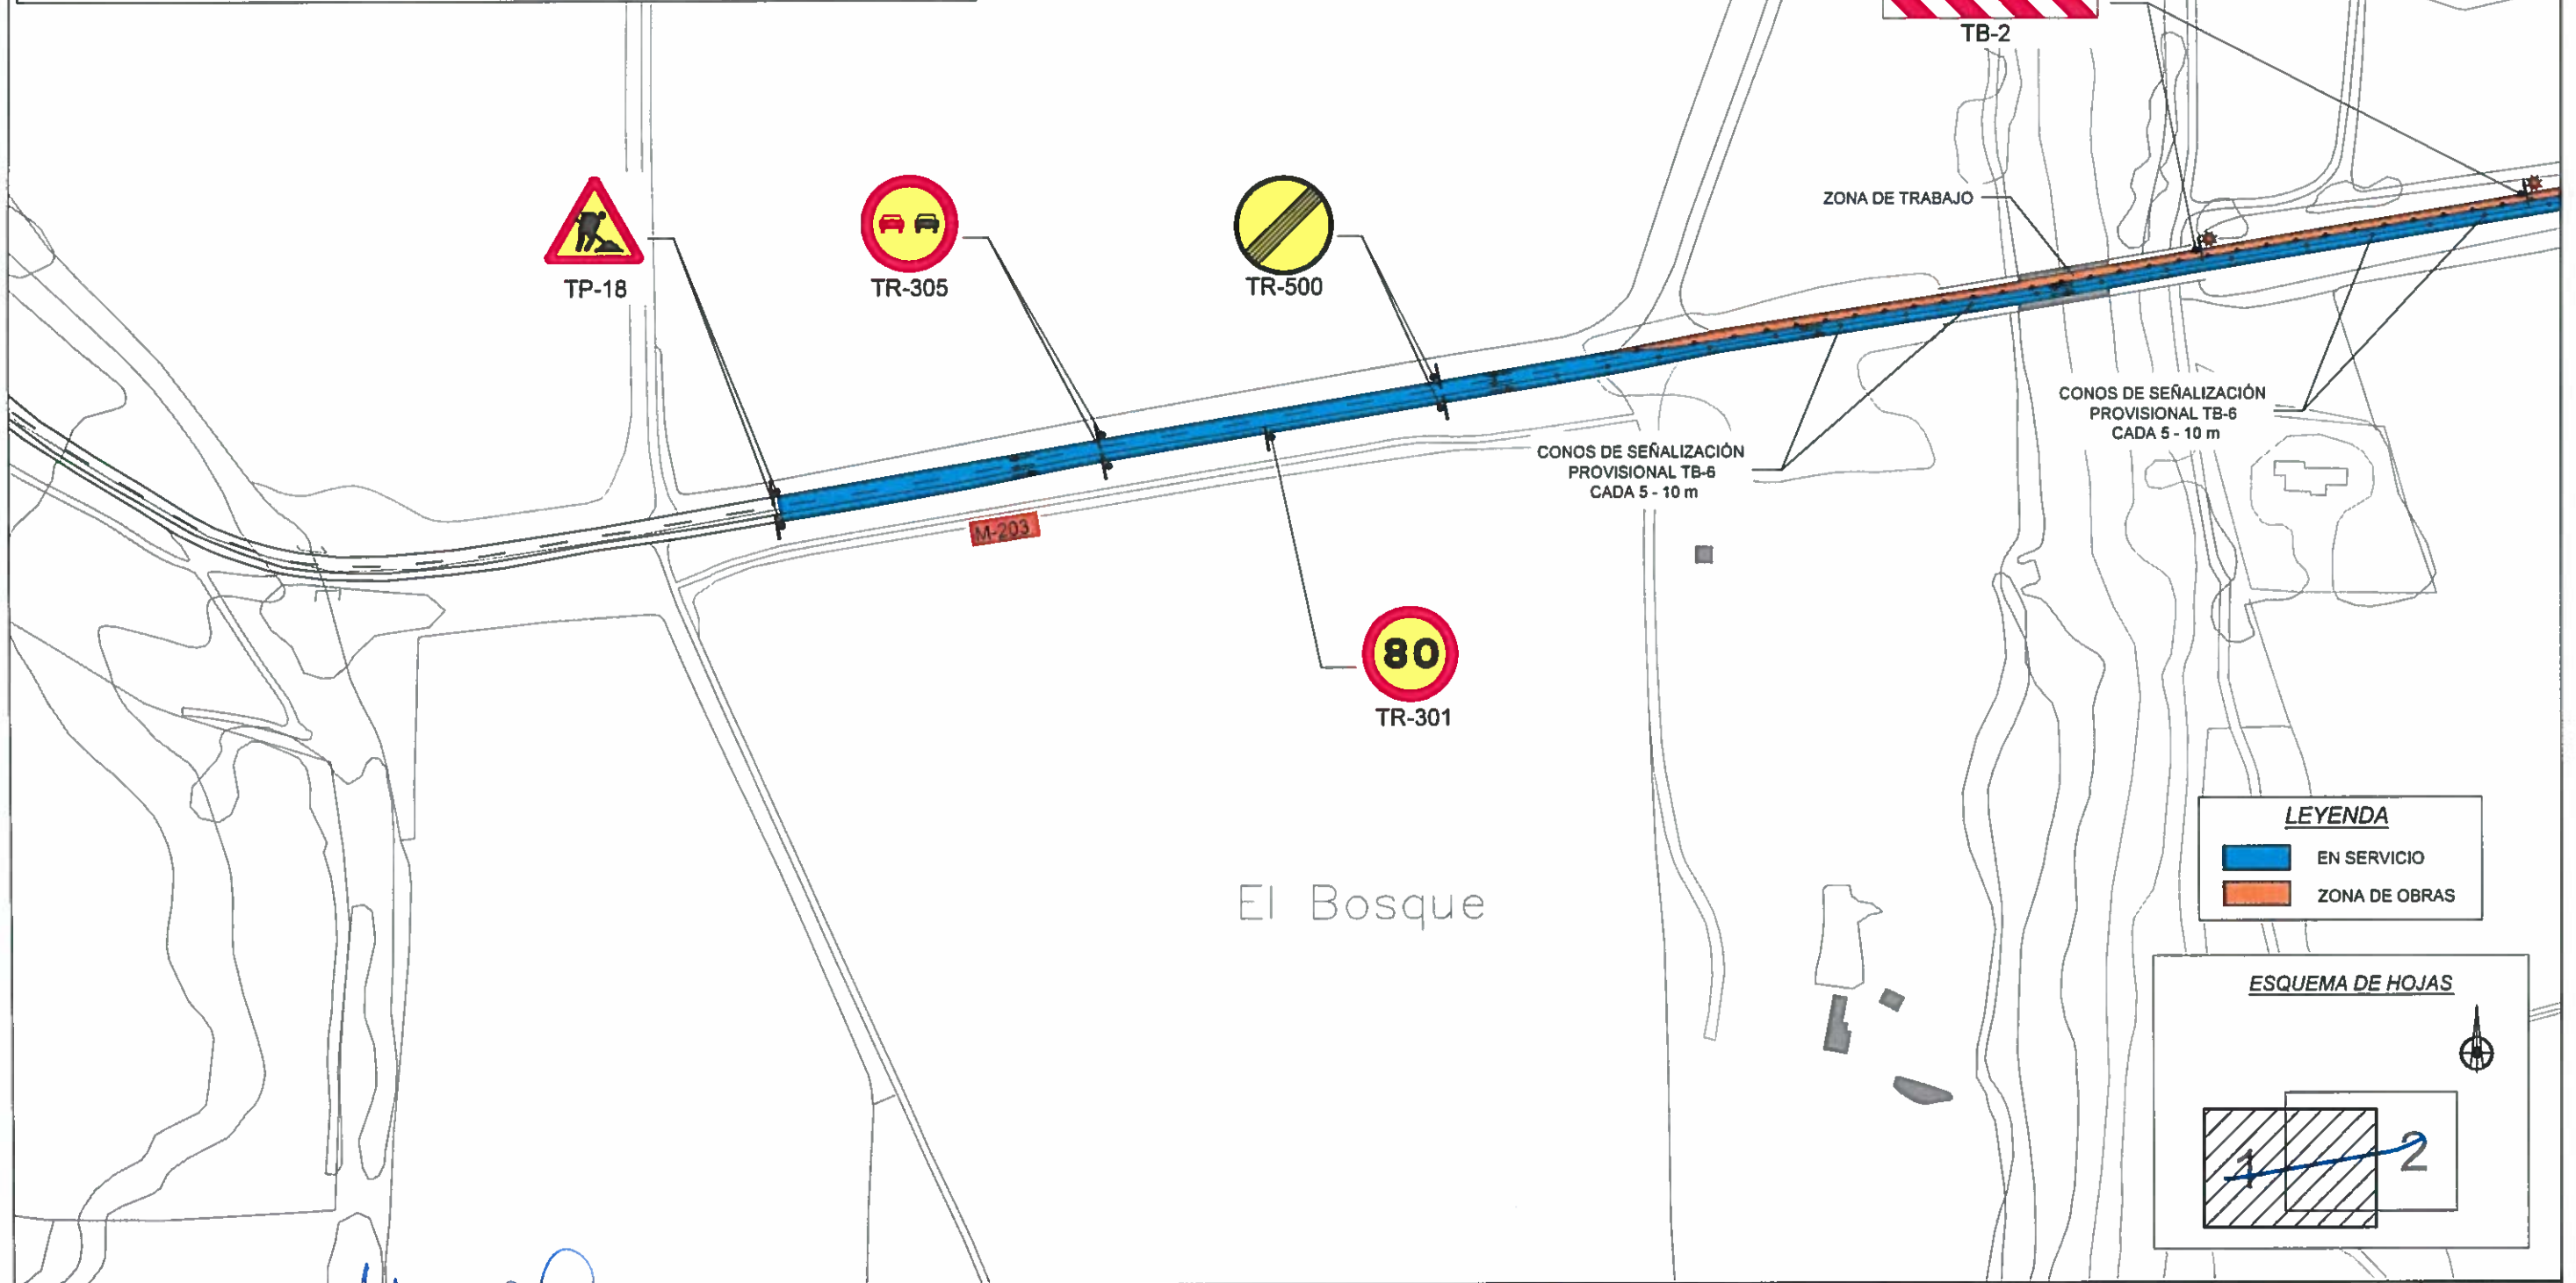 TB-2
ZONA DE TRABAJO
TP-18
TR-305
TR-500
CONOS DE SEÑALIZACIÓN
PROVISIONAL TB-6
CADA 5 - 10 m
CONOS DE SEÑALIZACIÓN
PROVISIONAL TB-6
CADA 5 - 10 m
M-203
80
TR-301
LEYENDA
EN SERVICIO
ZONA DE OBRAS
El Bosque
ESQUEMA DE HOJAS
1
2